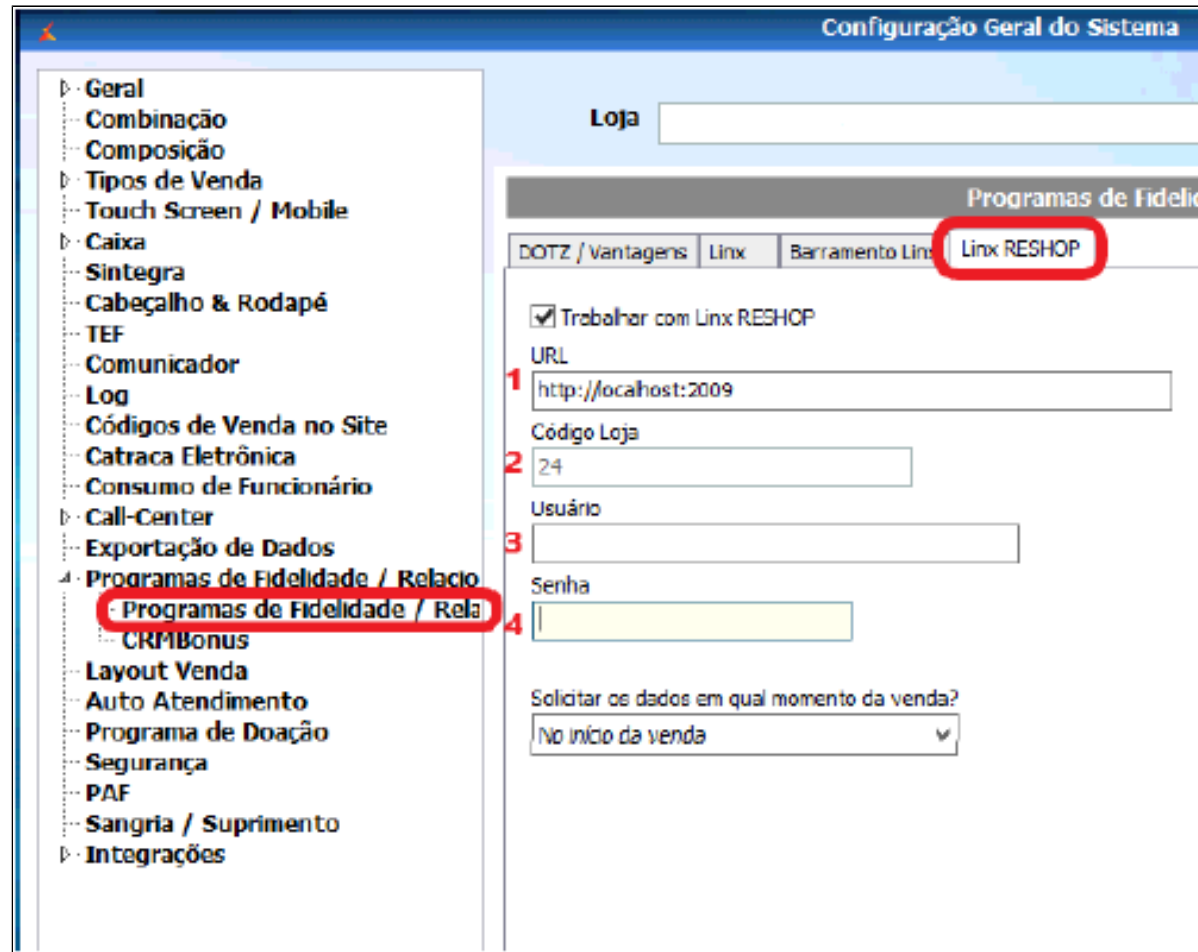 Configuração Geral do Sistema
Geral
Combinação
Composição
Tipos de Venda
Touch Screen / Mobile
Caixa
Sintegra
Cabeçalho & Rodapé
TEF
Comunicador
Log
Códigos de Venda no Site
Catraca Eletrônica
Consumo de Funcionário
Call-Center
Exportação de Dados
Programas de Fidelidade / Relacio
Programas de Fidelidade / Rela
CRMBonus
Layout Venda
Auto Atendimento
Programa de Doação
Segurança
PAF
Sangria / Suprimento
Integrações
Loja
Programas de Fidelic
DOTZ / Vantagens Linx Barramento Linx Linx RESHOP
Trabalhar com Linx RESHOP
URL
1 http://localhost:2009
Código Loja
2 24
Usuário
3
Senha
4
Solicitar os dados em qual momento da venda?
No início da venda